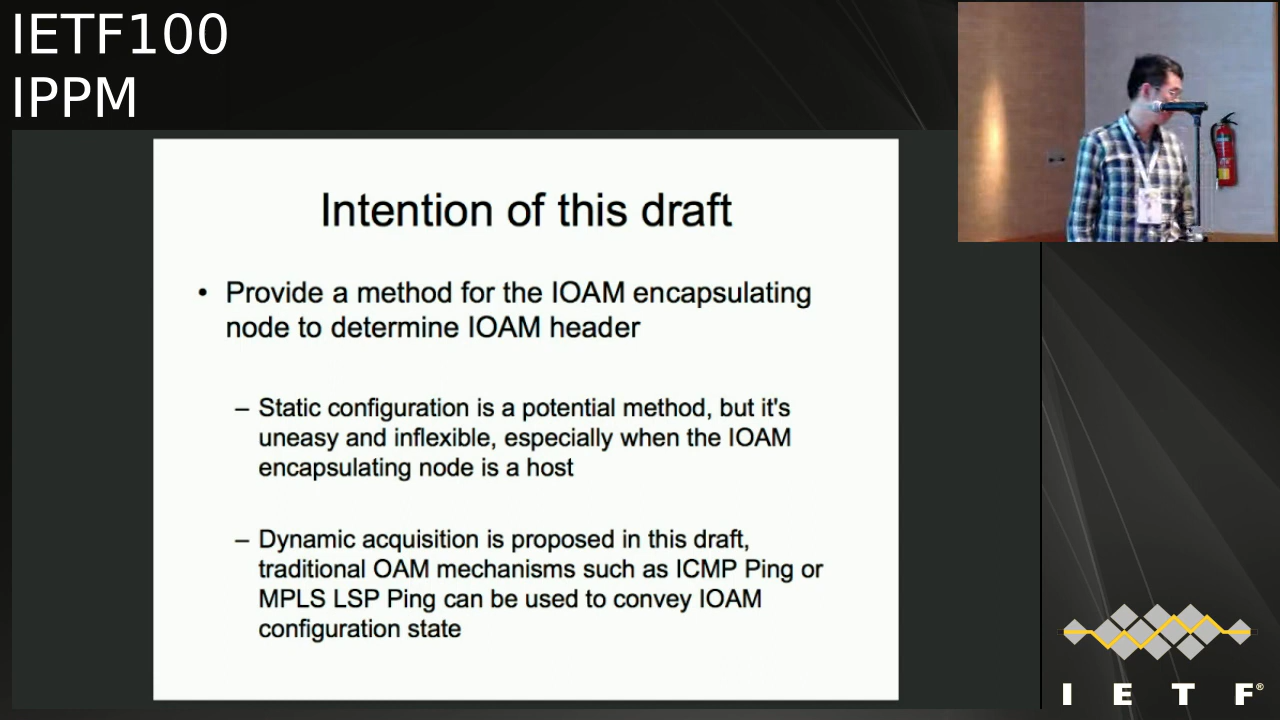 IETF100
IPPM
Intention of this draft
• Provide a method for the IOAM encapsulating
node to determine IOAM header
– Static configuration is a potential method, but it's
uneasy and inflexible, especially when the IOAM
encapsulating node is a host
– Dynamic acquisition is proposed in this draft,
traditional OAM mechanisms such as ICMP Ping or
MPLS LSP Ping can be used to convey IOAM
configuration state
I E T F®